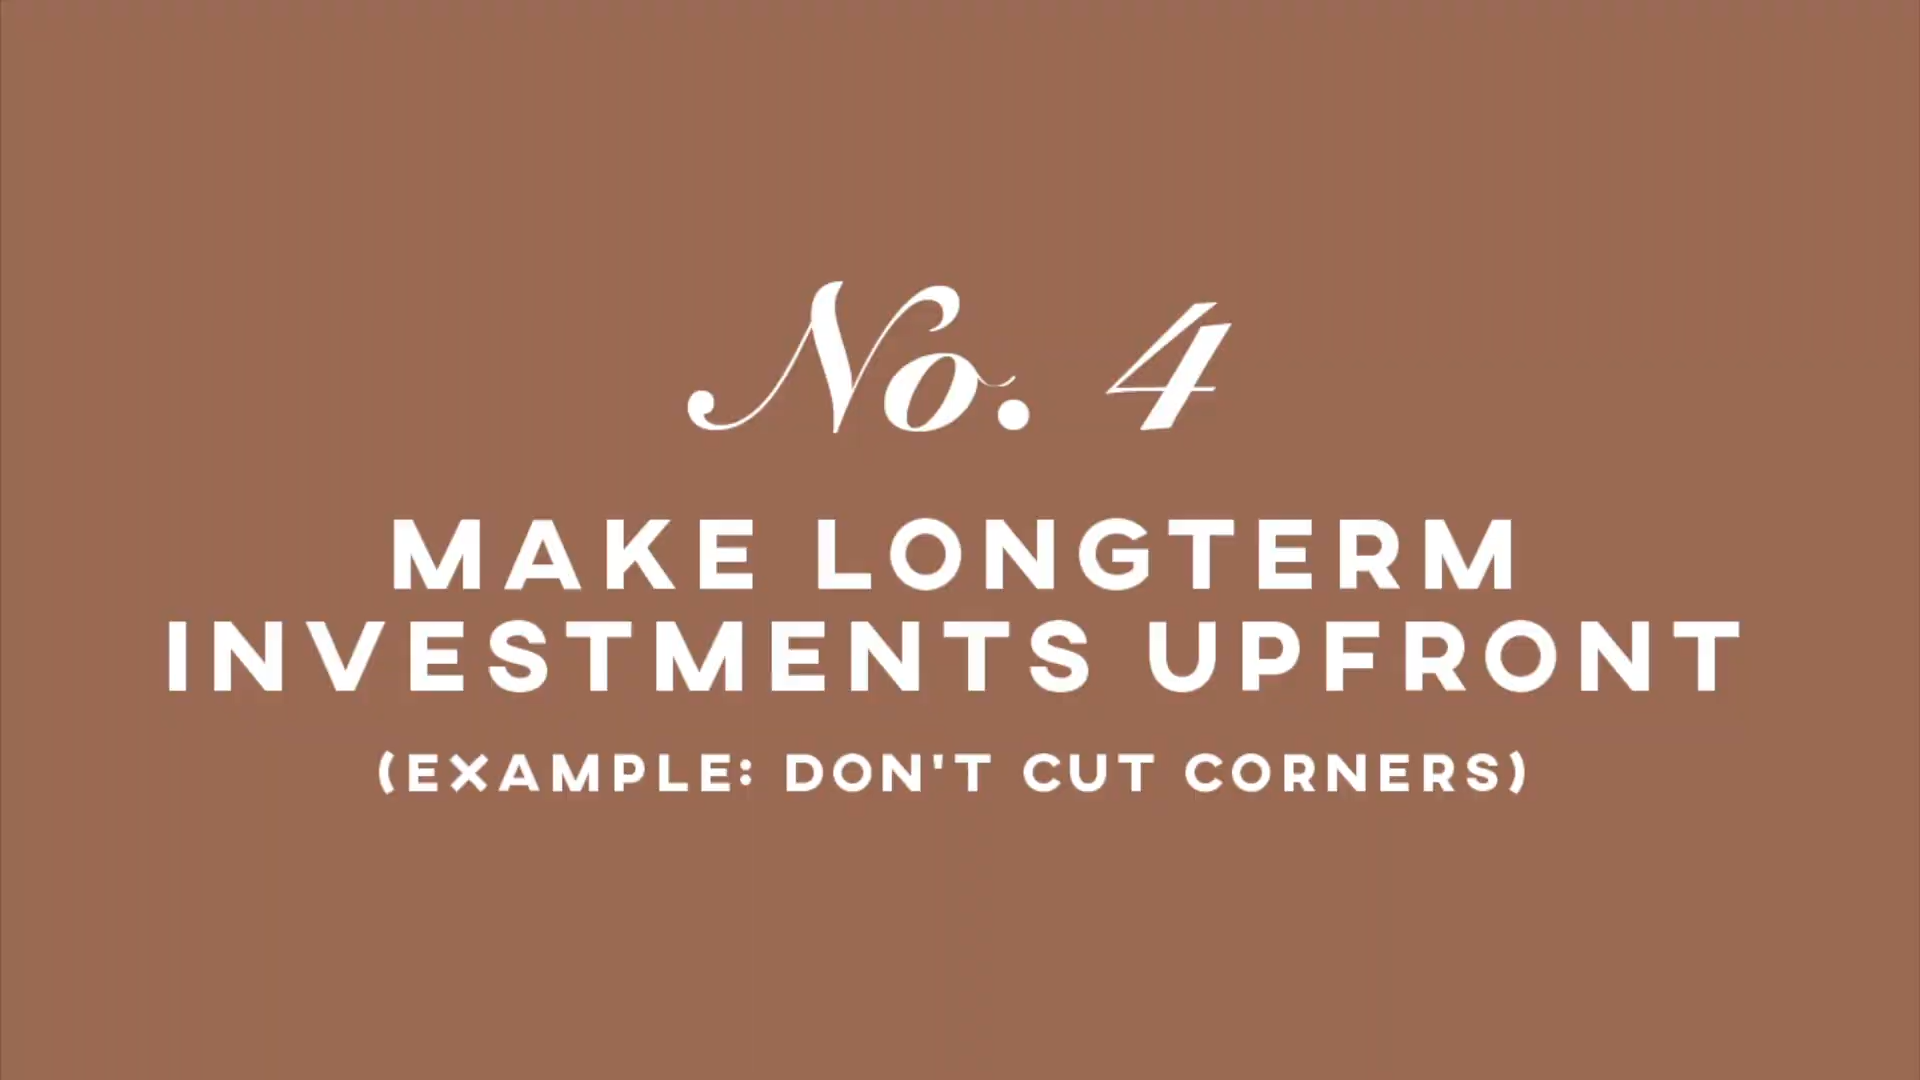 No. 4
MAKE LONGTERM
INVESTMENTS UPFRONT
(EXAMPLE: DON'T CUT CORNERS)